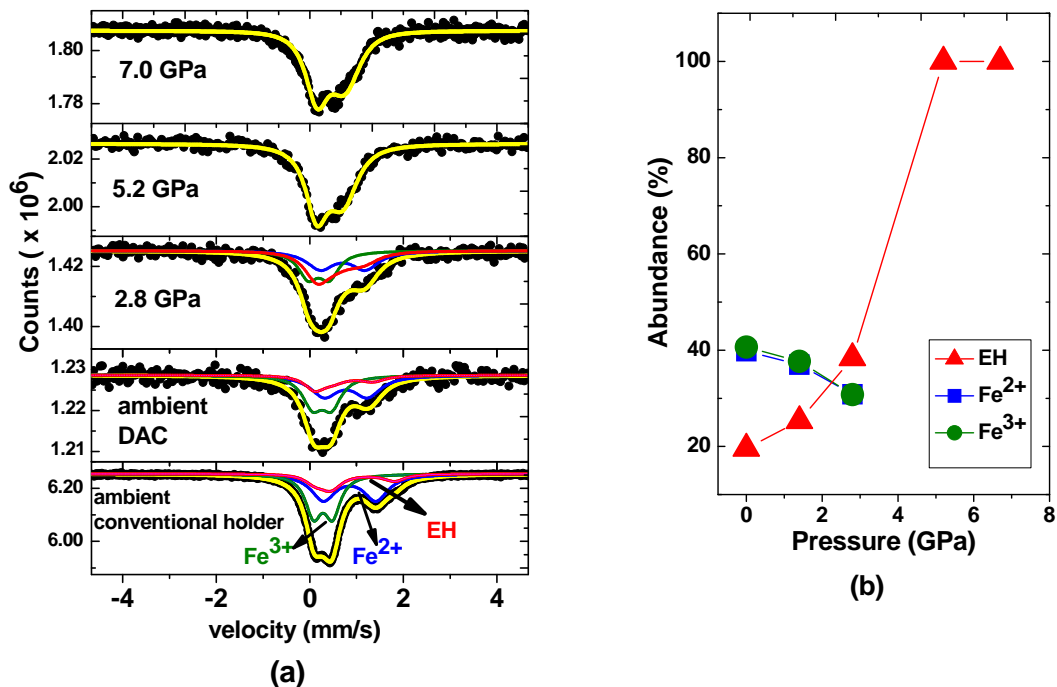 Counts ( x 10^6)
1.80
1.78
7.0 GPa
2.02
2.00
5.2 GPa
1.42
1.40
2.8 GPa
1.23
1.22
1.21
ambient
DAC
6.20
6.00
ambient
conventional holder
Fe3+
Fe2+
EH
-4 -2 0 2 4
velocity (mm/s)
(a)
Abundance (%)
100
80
60
40
20
EH
Fe2+
Fe3+
0 2 4 6 8
Pressure (GPa)
(b)